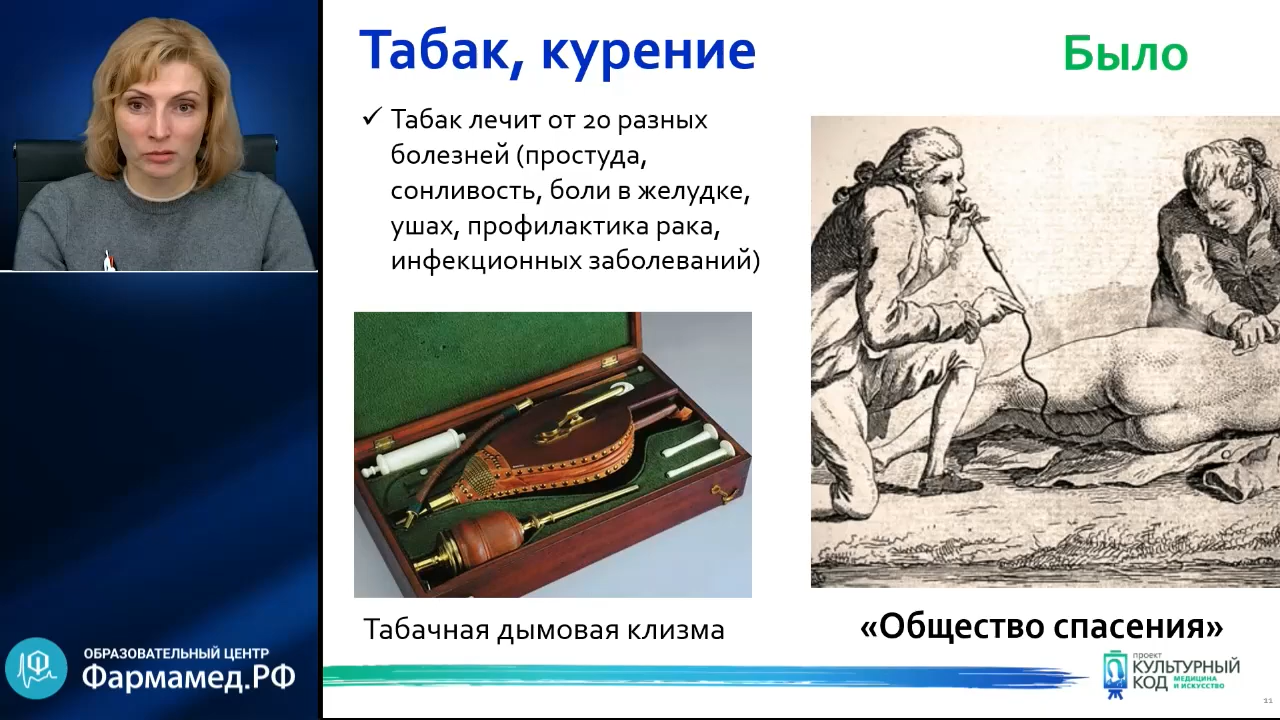 Табак, курение
Было
✓ Табак лечит от 20 разных
болезней (простуда,
сонливость, боли в желудке,
ушах, профилактика рака,
инфекционных заболеваний)
Табачная дымовая клизма
«Общество спасения»
ОБРАЗОВАТЕЛЬНЫЙ ЦЕНТР
Фармамед.РФ
проект
КУЛЬТУРНЫЙ
КОД
МЕДИЦИНА
И ИСКУССТВО
11